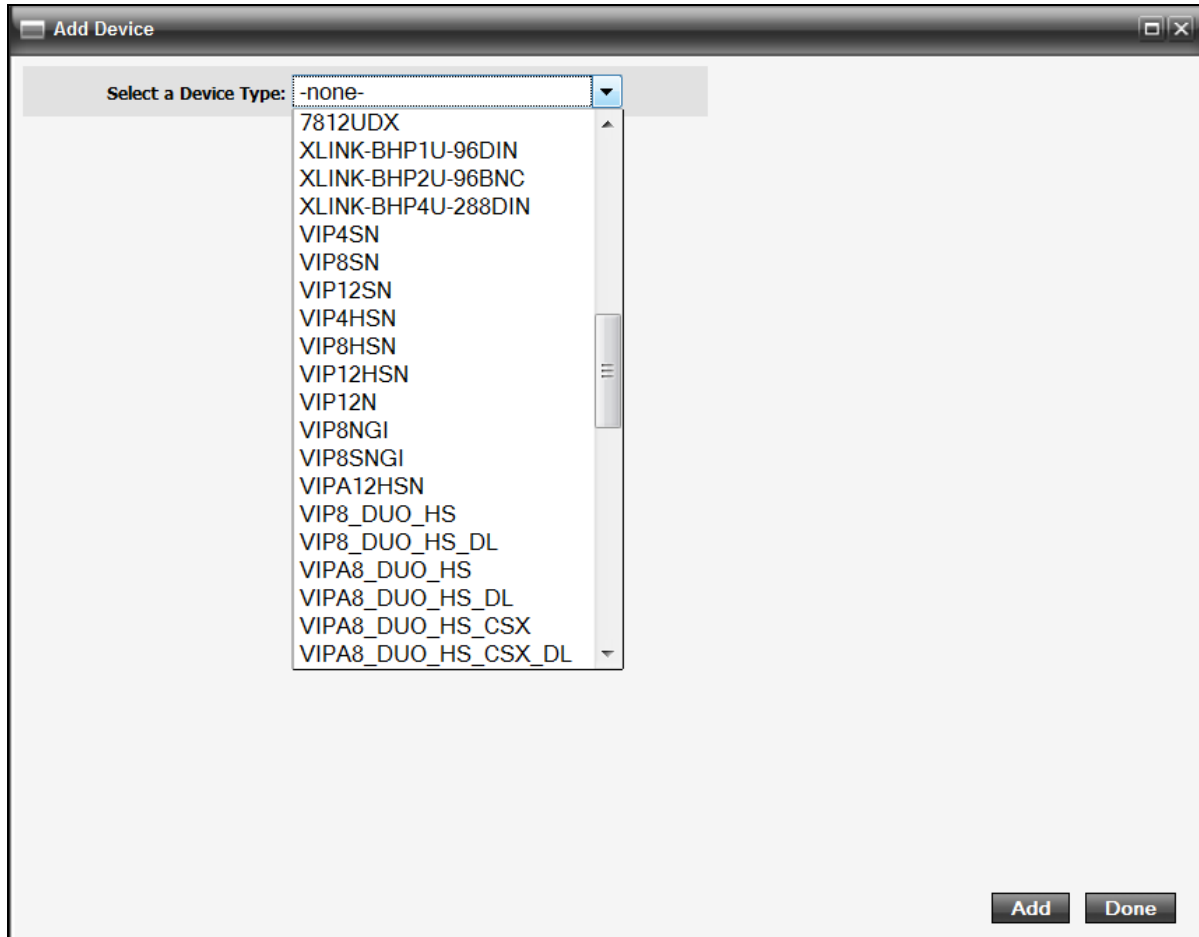 Add Device
Select a Device Type: -none-
7812UDX
XLINK-BHP1U-96DIN
XLINK-BHP2U-96BNC
XLINK-BHP4U-288DIN
VIP4SN
VIP8SN
VIP12SN
VIP4HSN
VIP8HSN
VIP12HSN
VIP12N
VIP8NGI
VIP8SNGI
VIPA12HSN
VIP8_DUO_HS
VIP8_DUO_HS_DL
VIPA8_DUO_HS
VIPA8_DUO_HS_DL
VIPA8_DUO_HS_CSX
VIPA8_DUO_HS_CSX_DL
Add Done